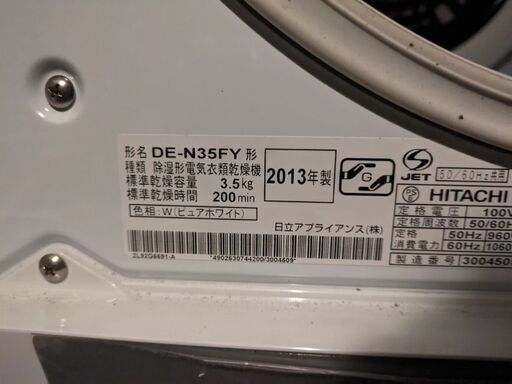 形名 DE-N35FY 形
種類 除湿形電気衣類乾燥機
標準乾燥容量 3.5kg
標準乾燥時間 200min
2013年製
G
S JET
50/60Hz共用
色相：W（ピュアホワイト）
日立アプライアンス（株）
2L92G6691-A
*4902630744200/3004509*
PS E HITACHI
定格電圧 100V
定格周波数 50/60H
定格 50Hz 960
消費電力 60Hz 1060
製造番号 300450